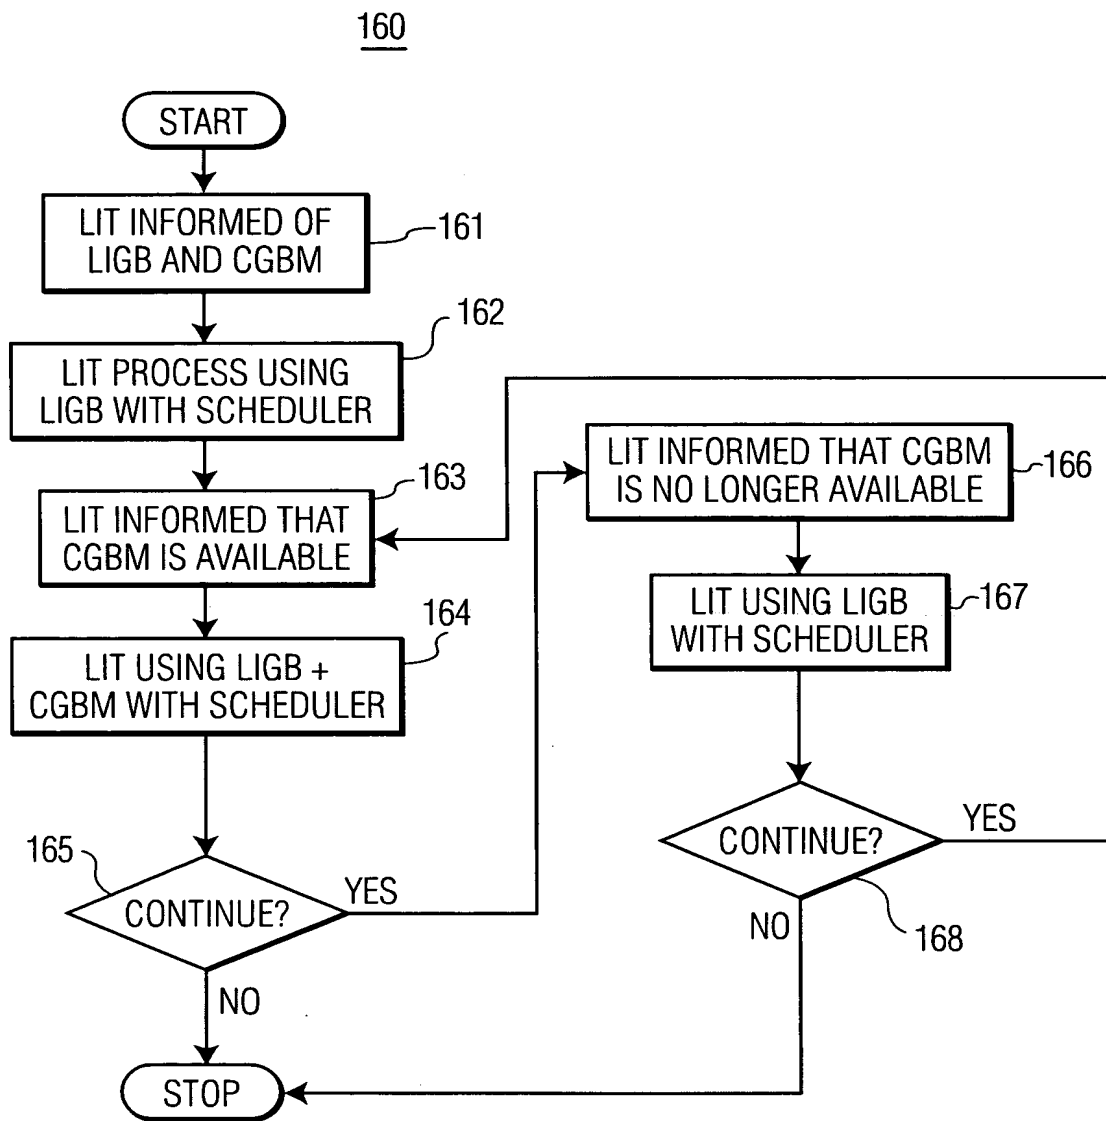 160
START
LIT INFORMED OF
LIGB AND CGBM
161
LIT PROCESS USING
LIGB WITH SCHEDULER
162
LIT INFORMED THAT
CGBM IS AVAILABLE
163
LIT USING LIGB +
CGBM WITH SCHEDULER
164
CONTINUE?
165
YES
NO
STOP
LIT INFORMED THAT CGBM
IS NO LONGER AVAILABLE
166
LIT USING LIGB
WITH SCHEDULER
167
CONTINUE?
YES
NO
168